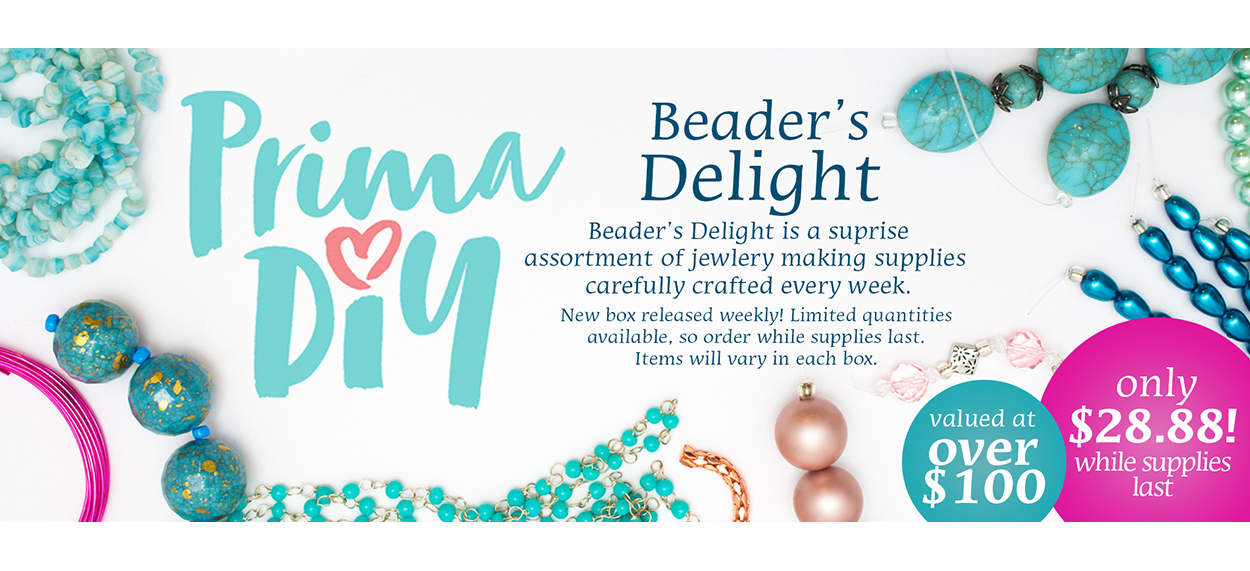 Prima
DiY
Beader's
Delight
Beader's Delight is a suprise
assortment of jewlery making supplies
carefully crafted every week.
New box released weekly! Limited quantities
available, so order while supplies last.
Items will vary in each box.
valued at
over
$100
only
$28.88!
while supplies
last